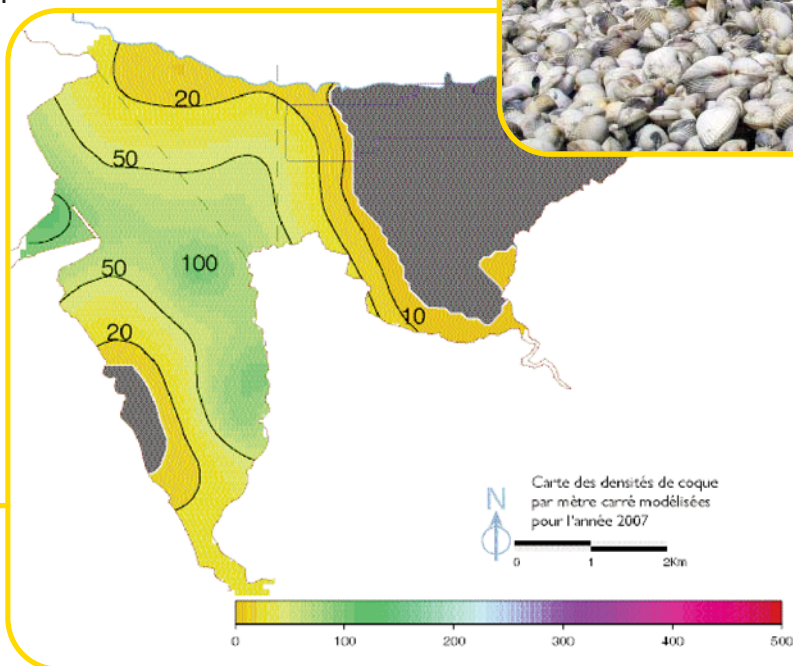 20
50
100
50
20
10
N
Carte des densités de coque
par mètre carré modélisées
pour l'année 2007
0 1 2Km
0 100 200 300 400 500